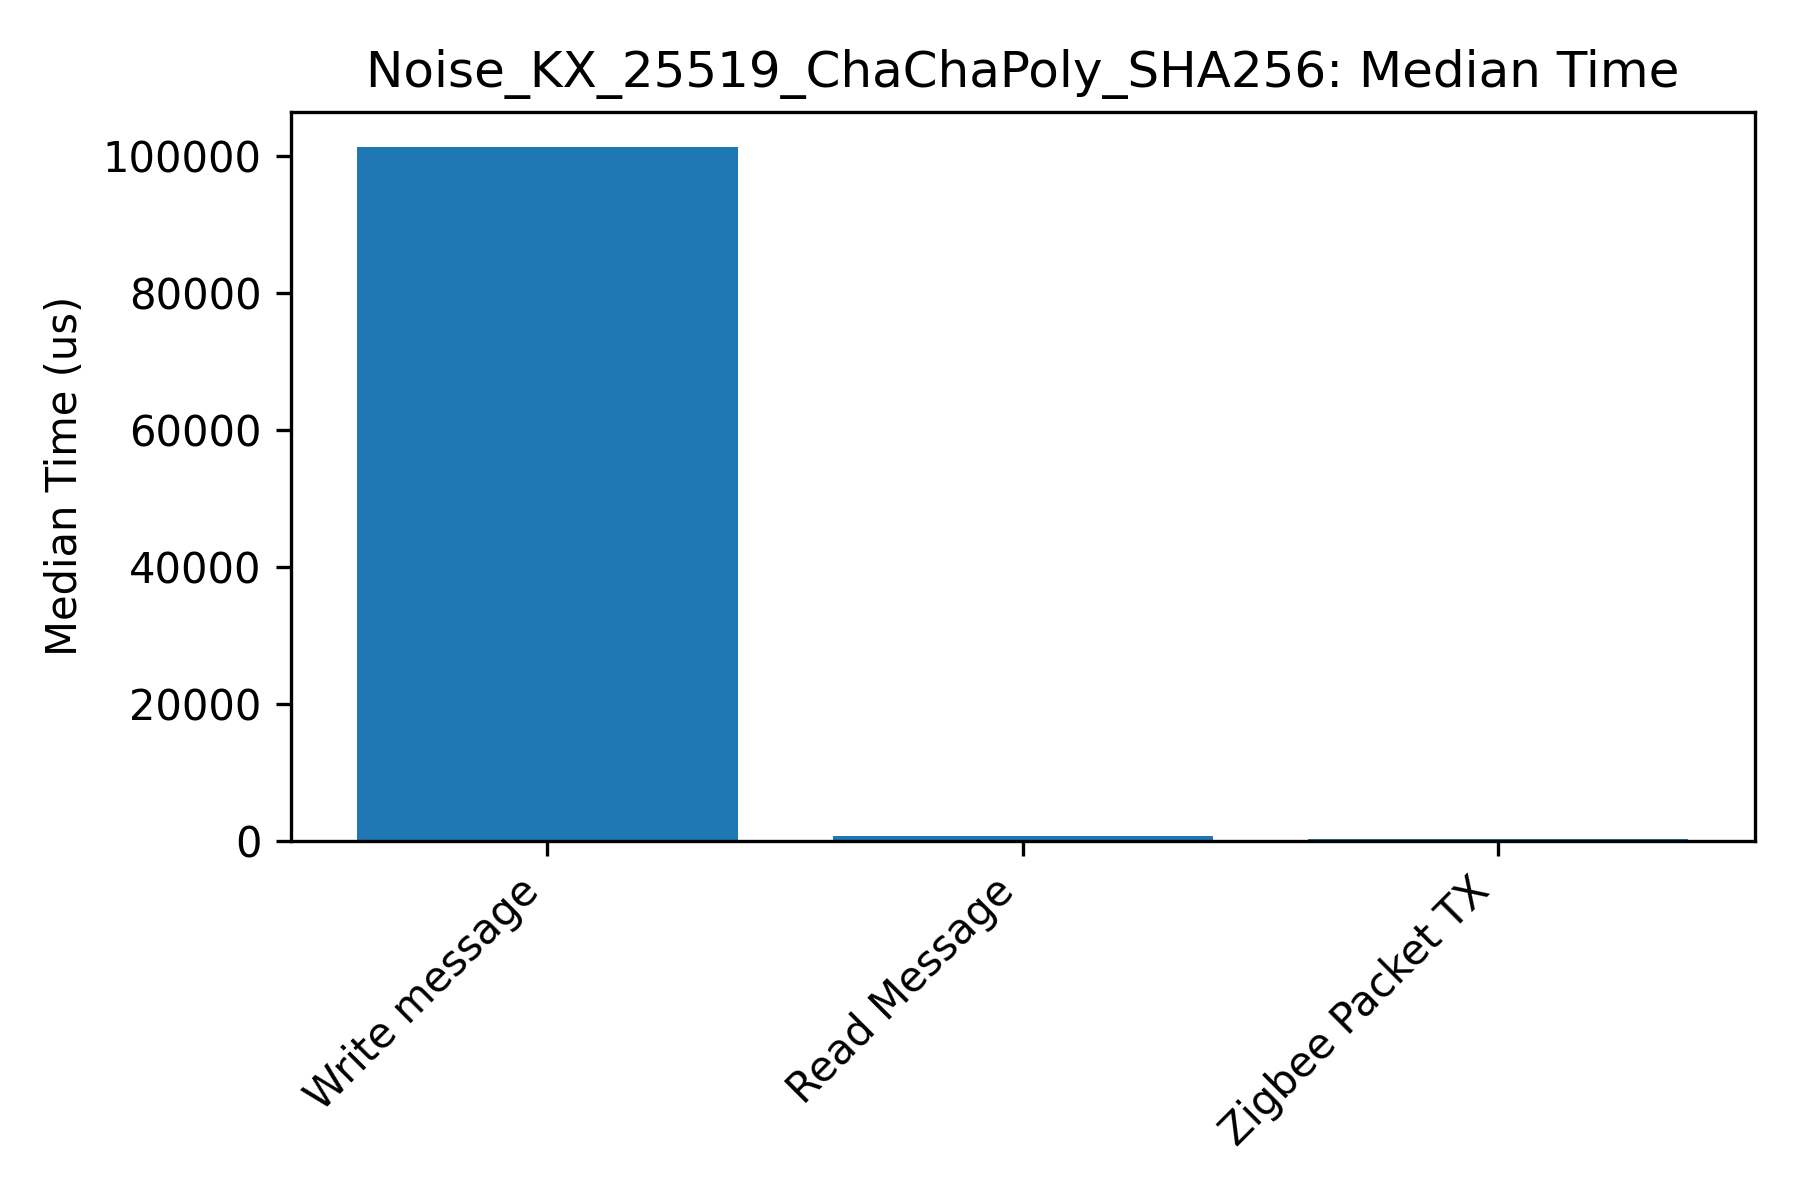 Noise_KX_25519_ChaChaPoly_SHA256: Median Time
Median Time (us)
100000
80000
60000
40000
20000
0
Write message
Read Message
Zigbee Packet TX